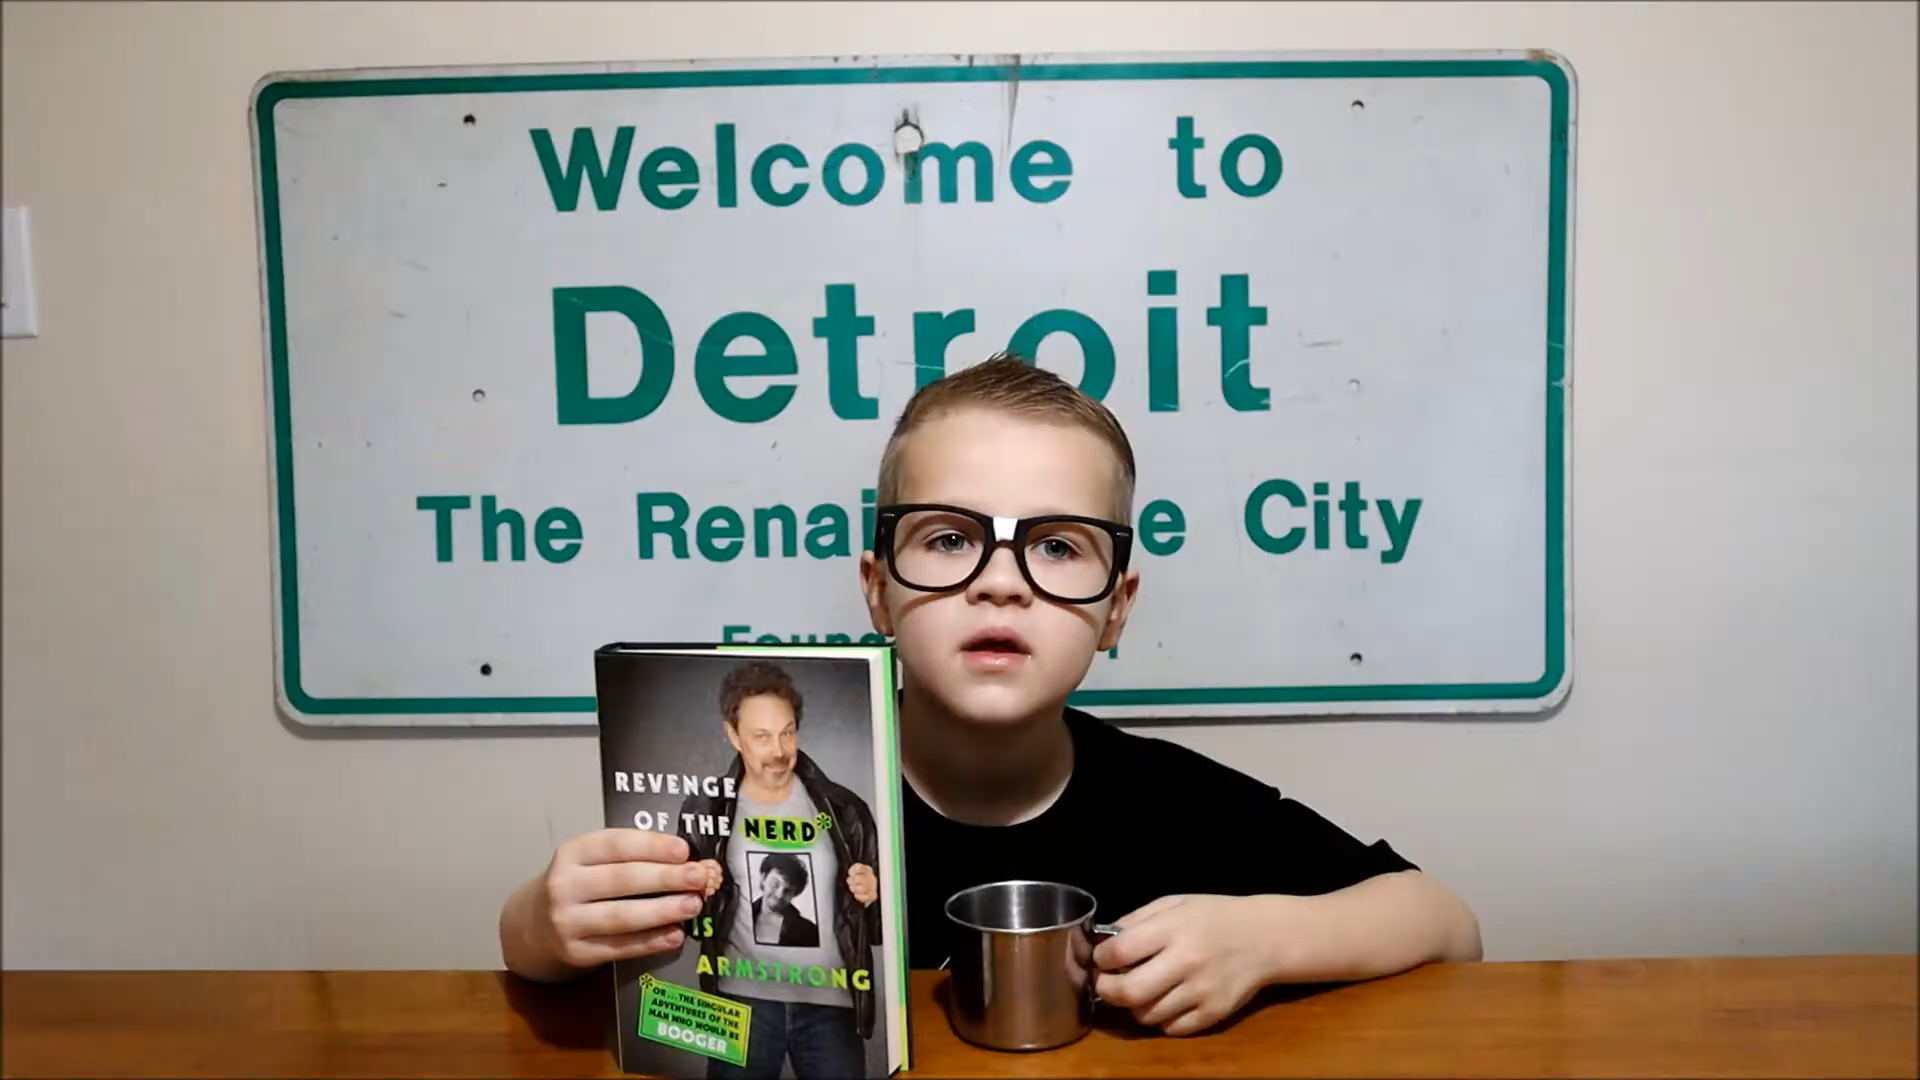 Welcome to
Detroit
The Renai e City
REVENGE
OF THE NERD*
IS
ARMSTRONG
*OR...THE SINGULAR
ADVENTURES OF THE
MAN WHO WOULD BE
BOOGER